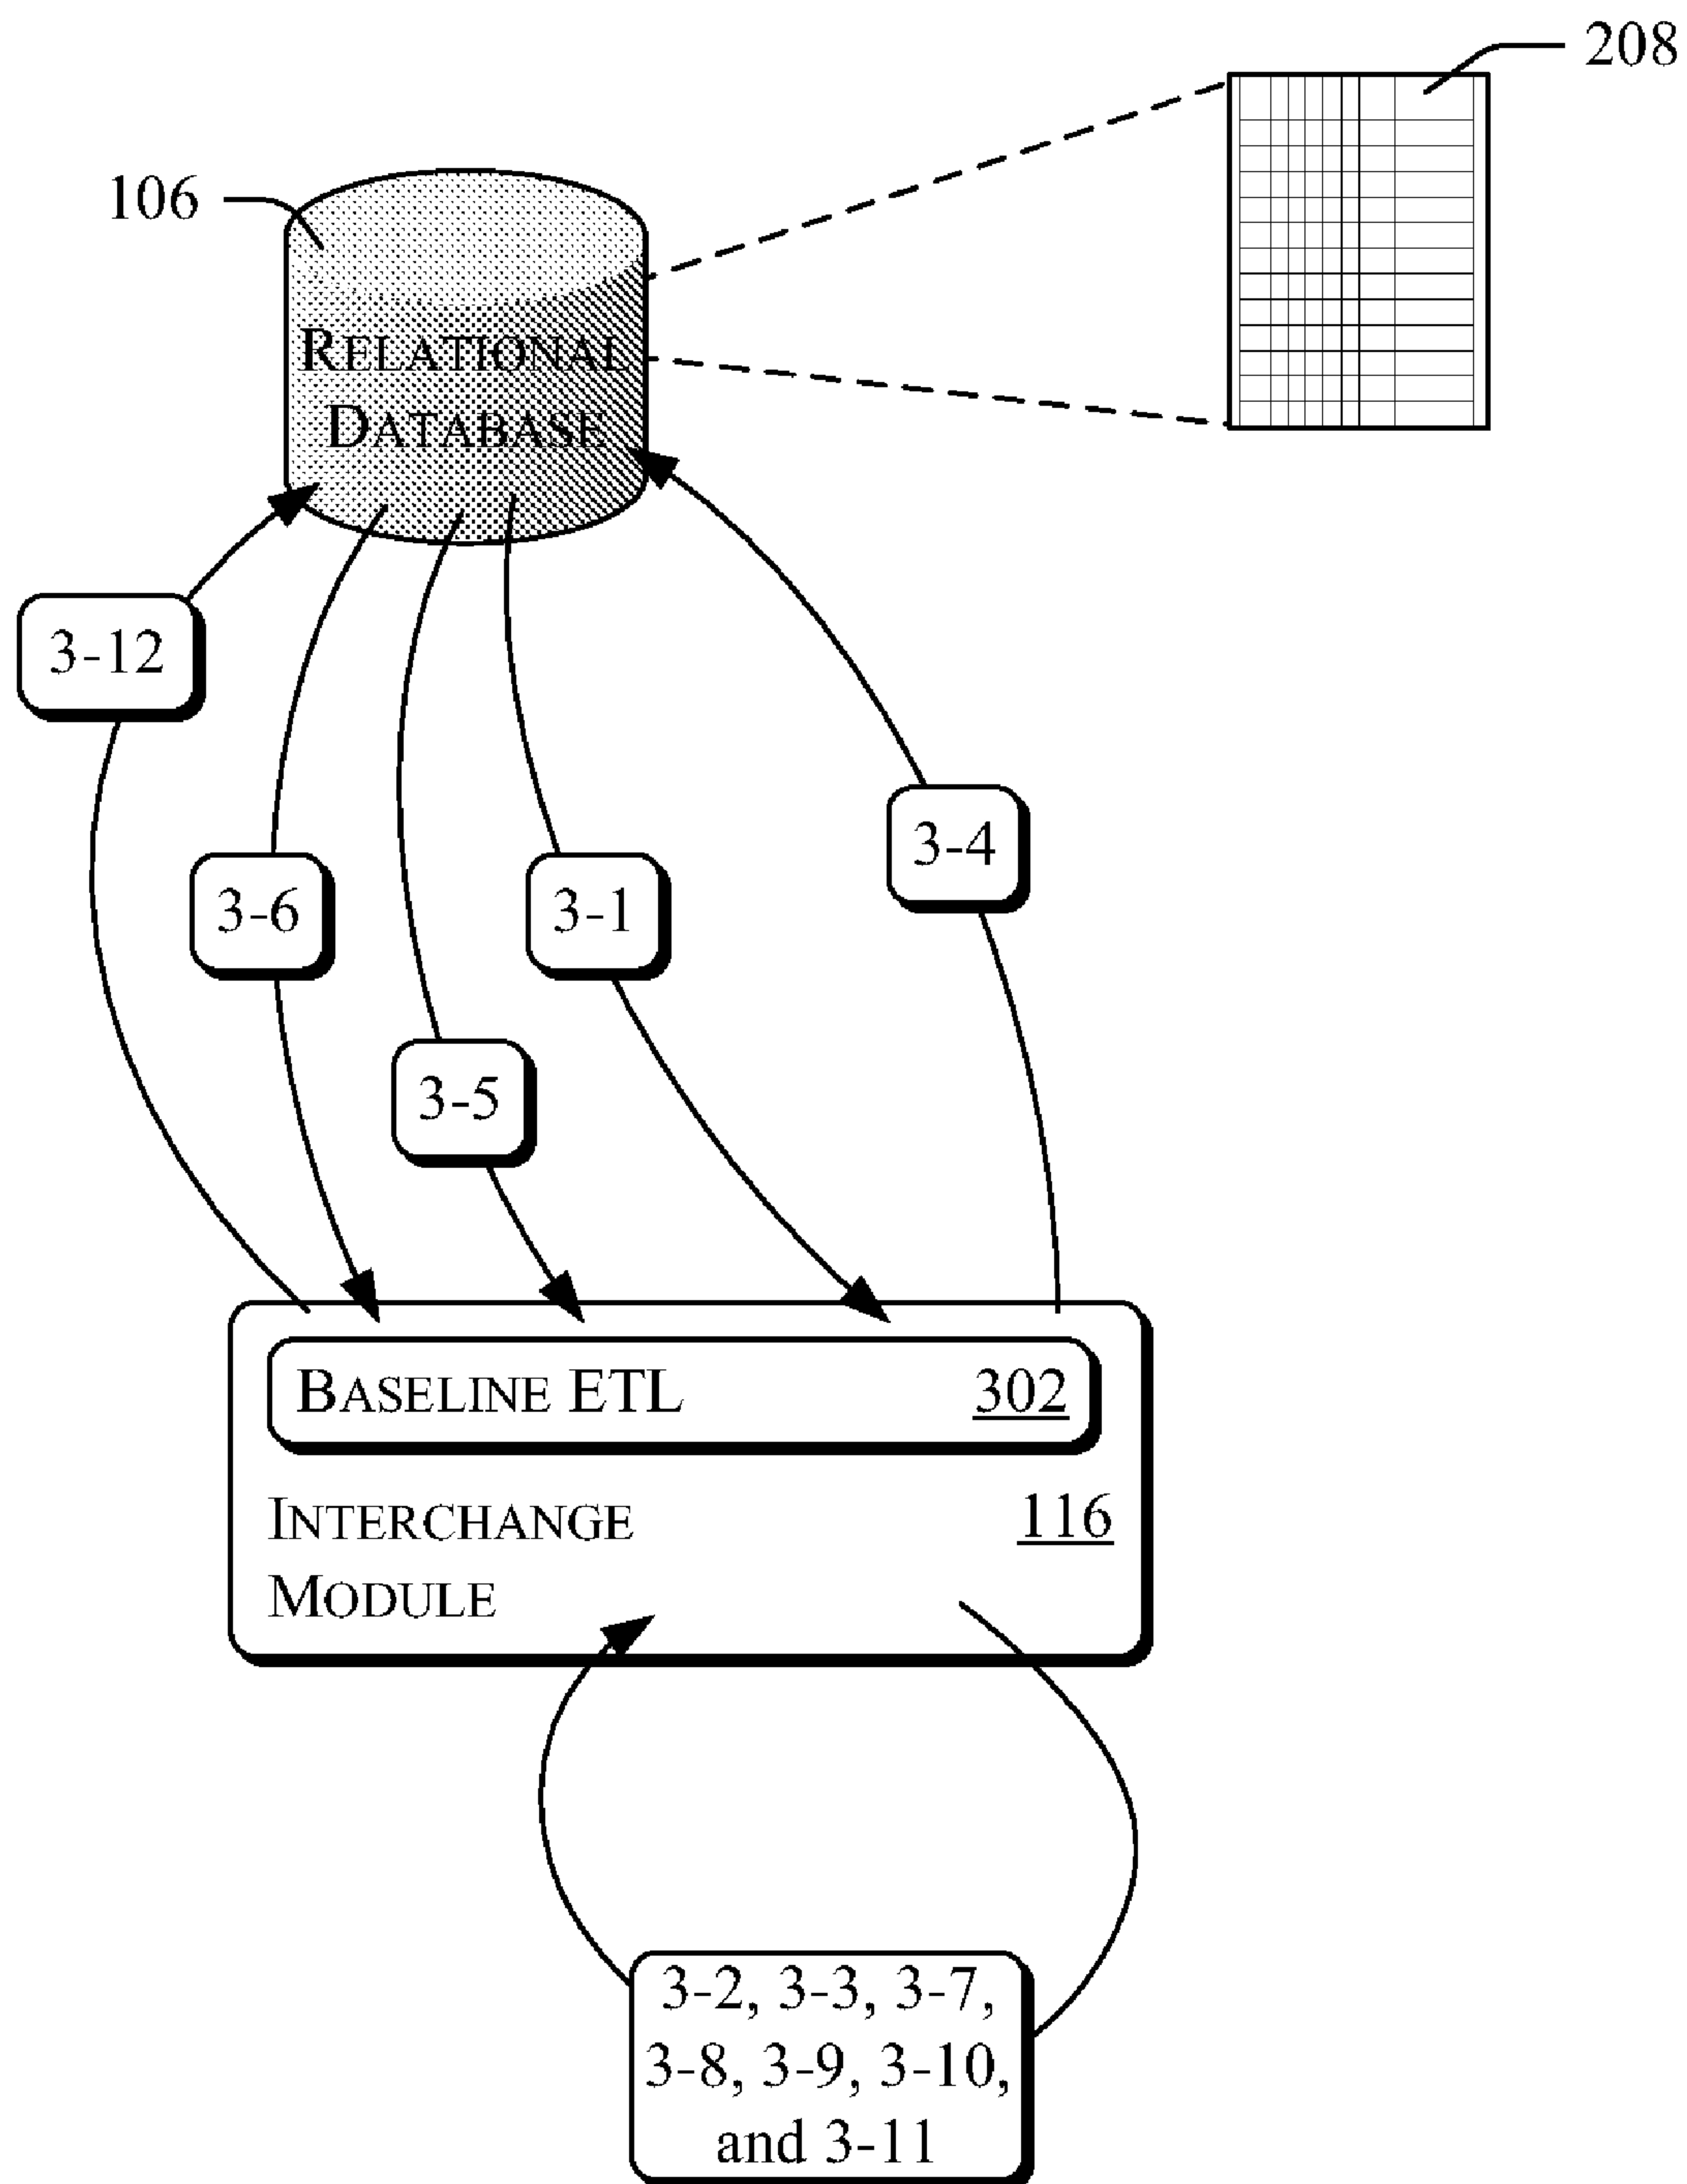 208
106
RELATIONAL
DATABASE
3-12
3-4
3-6
3-1
3-5
BASELINE ETL 302
INTERCHANGE 116
MODULE
3-2, 3-3, 3-7,
3-8, 3-9, 3-10,
and 3-11